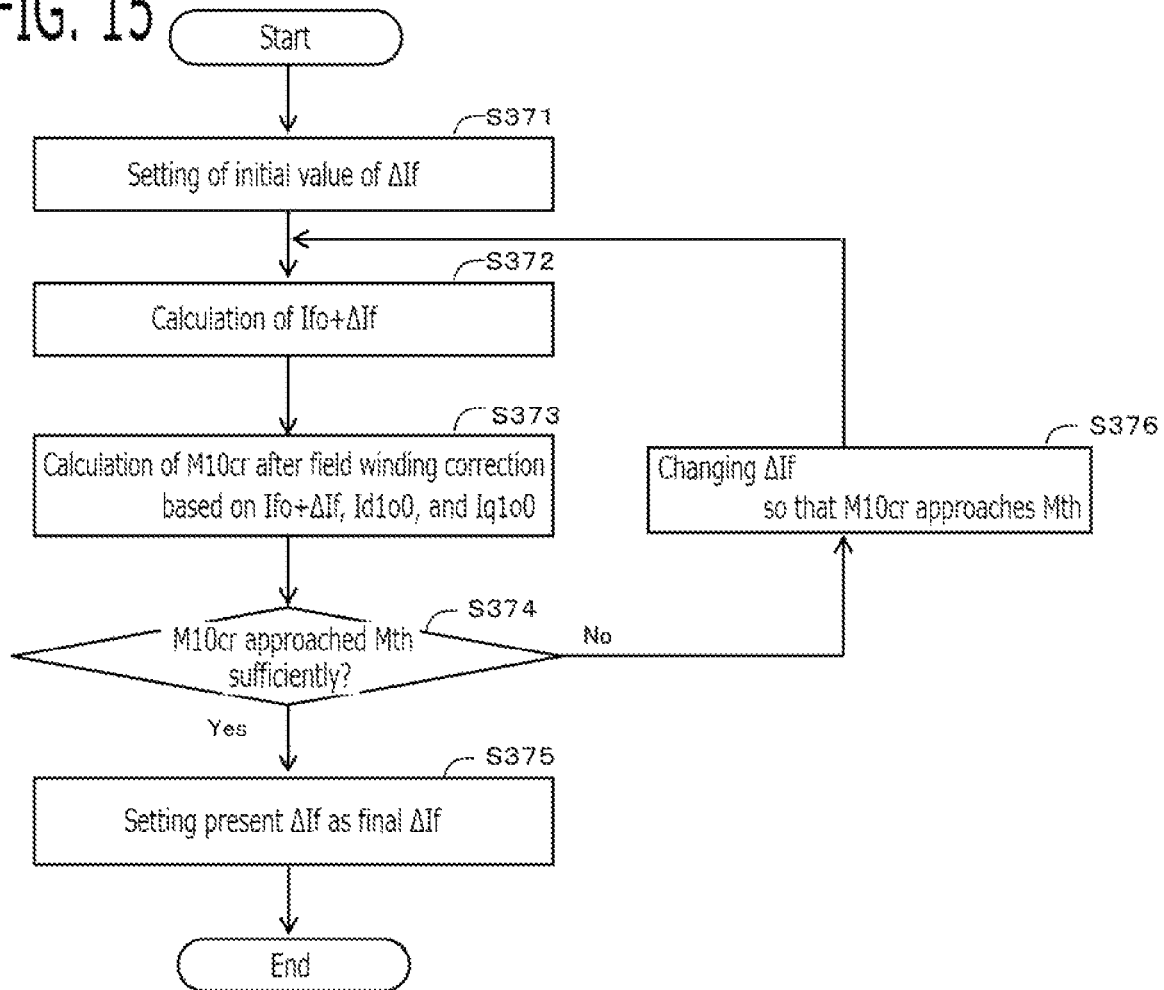 FIG. 15
Start
S371
Setting of initial value of ΔIf
S372
Calculation of Ifo+ΔIf
S373
Calculation of M10cr after field winding correction
based on Ifo+ΔIf, Id1o0, and Iq1o0
S376
Changing ΔIf
so that M10cr approaches Mth
S374
M10cr approached Mth
sufficiently?
No
Yes
S375
Setting present ΔIf as final ΔIf
End